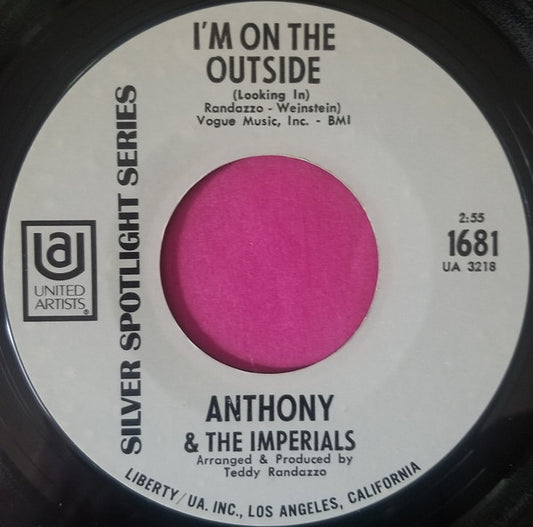 I'M ON THE
OUTSIDE
(Looking In)
Randazzo - Weinstein)
Vogue Music, Inc. - BMI
SILVER SPOTLIGHT SERIES
ua
UNITED
ARTISTS®
2:55
1681
UA 3218
ANTHONY
& THE IMPERIALS
Arranged & Produced by
Teddy Randazzo
LIBERTY/UA. INC., LOS ANGELES, CALIFORNIA